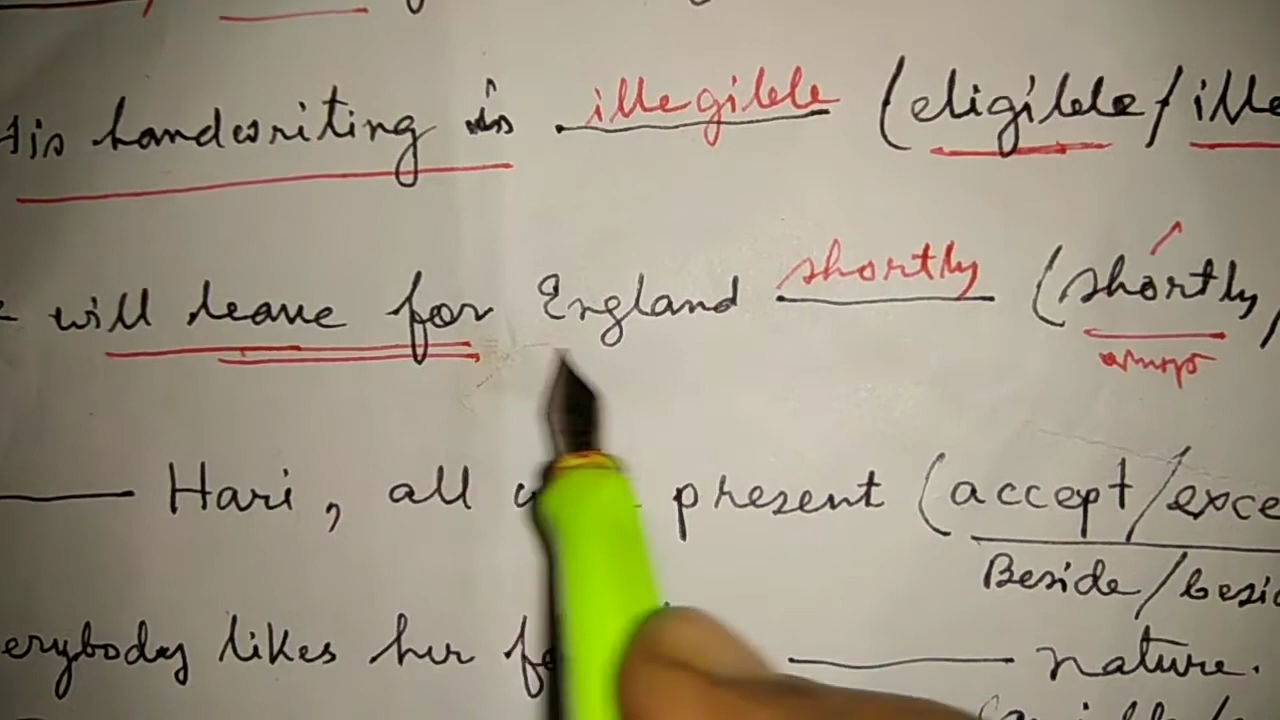 His handwriting is illegible (eligible/ille
will leave for England shortly (shortly,
Hari, all present (accept/exce
Beside/besi
erybody likes her nature.